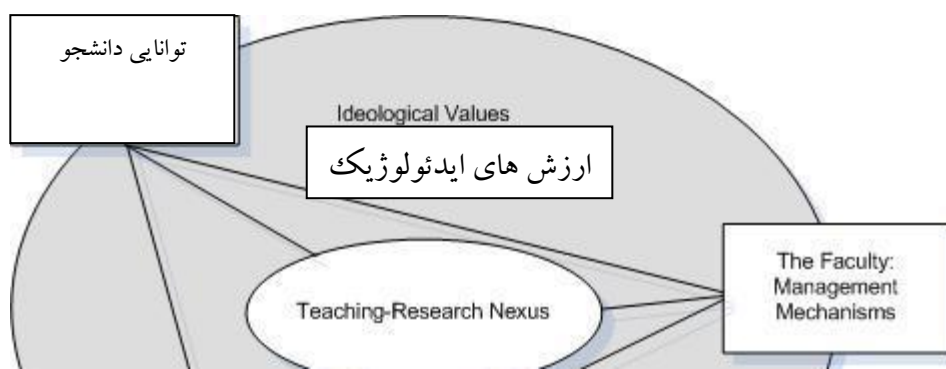 توانایی دانشجو
Ideological Values
ارزش های ایدئولوژیک
The Faculty:
Management
Mechanisms
Teaching-Research Nexus